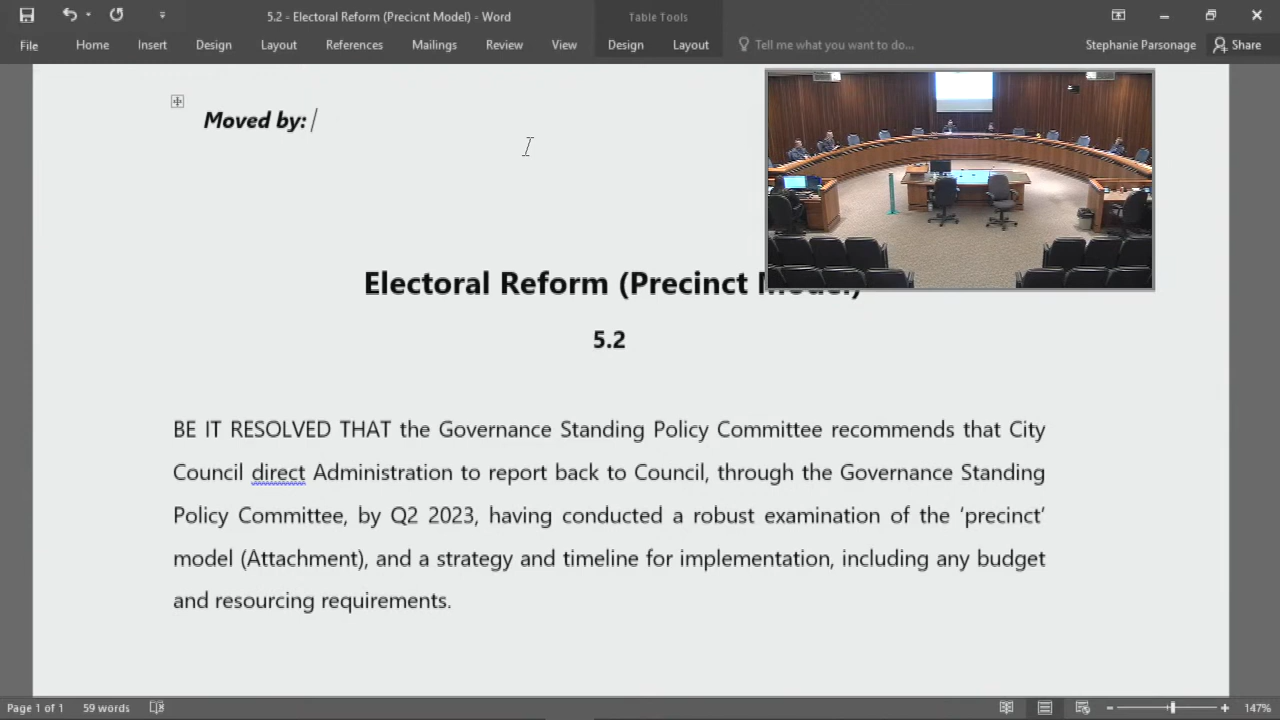 5.2 - Electoral Reform (Precicnt Model) - Word
Table Tools
File
Home
Insert
Design
Layout
References
Mailings
Review
View
Design
Layout
Tell me what you want to do...
Stephanie Parsonage
Share
Moved by:
Electoral Reform (Precinct Model)
5.2
BE IT RESOLVED THAT the Governance Standing Policy Committee recommends that City
Council direct Administration to report back to Council, through the Governance Standing
Policy Committee, by Q2 2023, having conducted a robust examination of the ‘precinct’
model (Attachment), and a strategy and timeline for implementation, including any budget
and resourcing requirements.
Page 1 of 1
59 words
147%